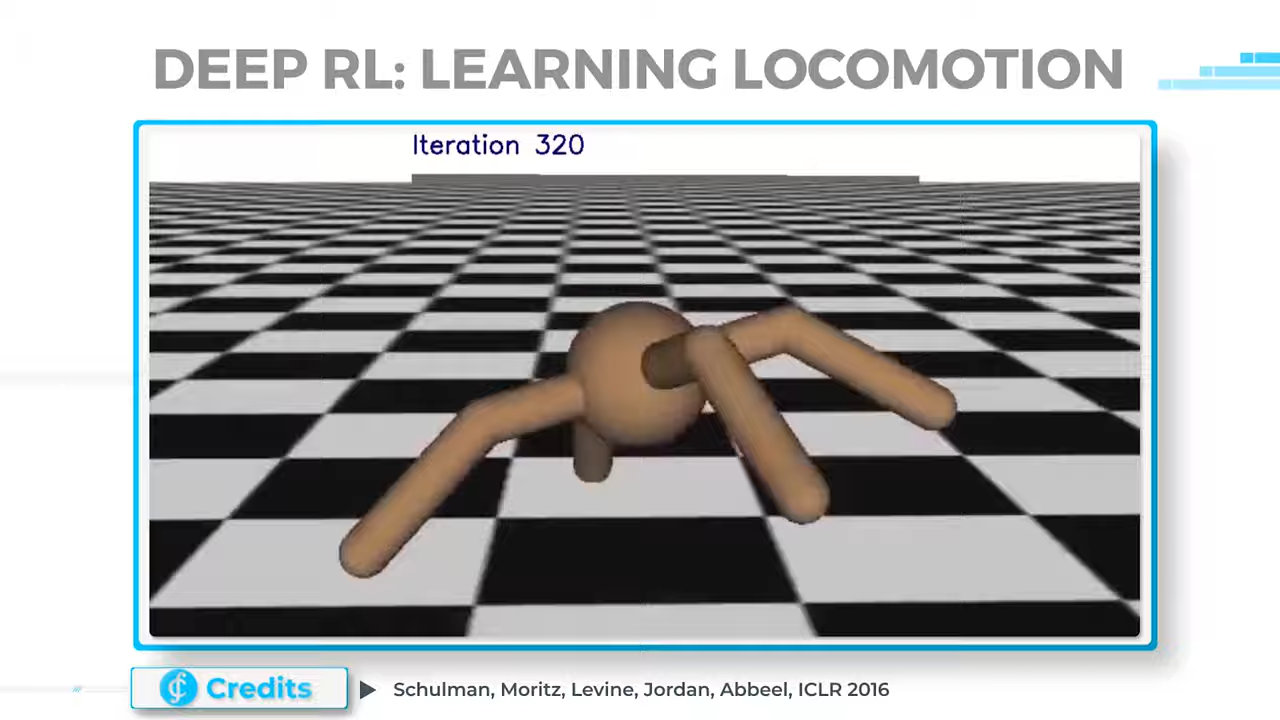 DEEP RL: LEARNING LOCOMOTION
Iteration 320
Credits
Schulman, Moritz, Levine, Jordan, Abbeel, ICLR 2016